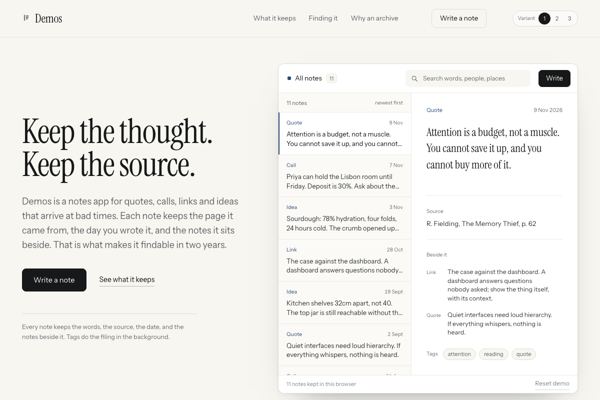 Demos
What it keeps
Finding it
Why an archive
Write a note
Variant 1 2 3
Keep the thought.
Keep the source.
Demos is a notes app for quotes, calls, links and ideas
that arrive at bad times. Each note keeps the page it
came from, the day you wrote it, and the notes it sits
beside. That is what makes it findable in two years.
Write a note
See what it keeps
Every note keeps the words, the source, the date, and the
notes beside it. Tags do the filing in the background.
All notes 11
Search words, people, places
Write
11 notes
newest first
Quote
9 Nov
Attention is a budget, not a muscle.
You cannot save it up, and you cannot...
Call
7 Nov
Priya can hold the Lisbon room until
Friday. Deposit is 30%. Ask about the...
Idea
3 Nov
Sourdough: 78% hydration, four folds,
24 hours cold. The crumb opened up...
Link
28 Oct
The case against the dashboard. A
dashboard answers questions nobody...
Idea
Kitchen shelves 32cm apart, not 40.
The top jar is still reachable without th...
Quote
2 Sept
Quiet interfaces need loud hierarchy. If
everything whispers, nothing is heard.
Quote
9 Nov 2026
Attention is a budget, not a muscle.
You cannot save it up, and you
cannot buy more of it.
Source
R. Fielding, The Memory Thief, p. 62
Beside it
Link
The case against the dashboard. A
dashboard answers questions
nobody asked; show the thing itself,
with its context.
Quote
Quiet interfaces need loud hierarchy.
If everything whispers, nothing is
heard.
Tags
attention
reading
quote
11 notes kept in this browser
Reset demo